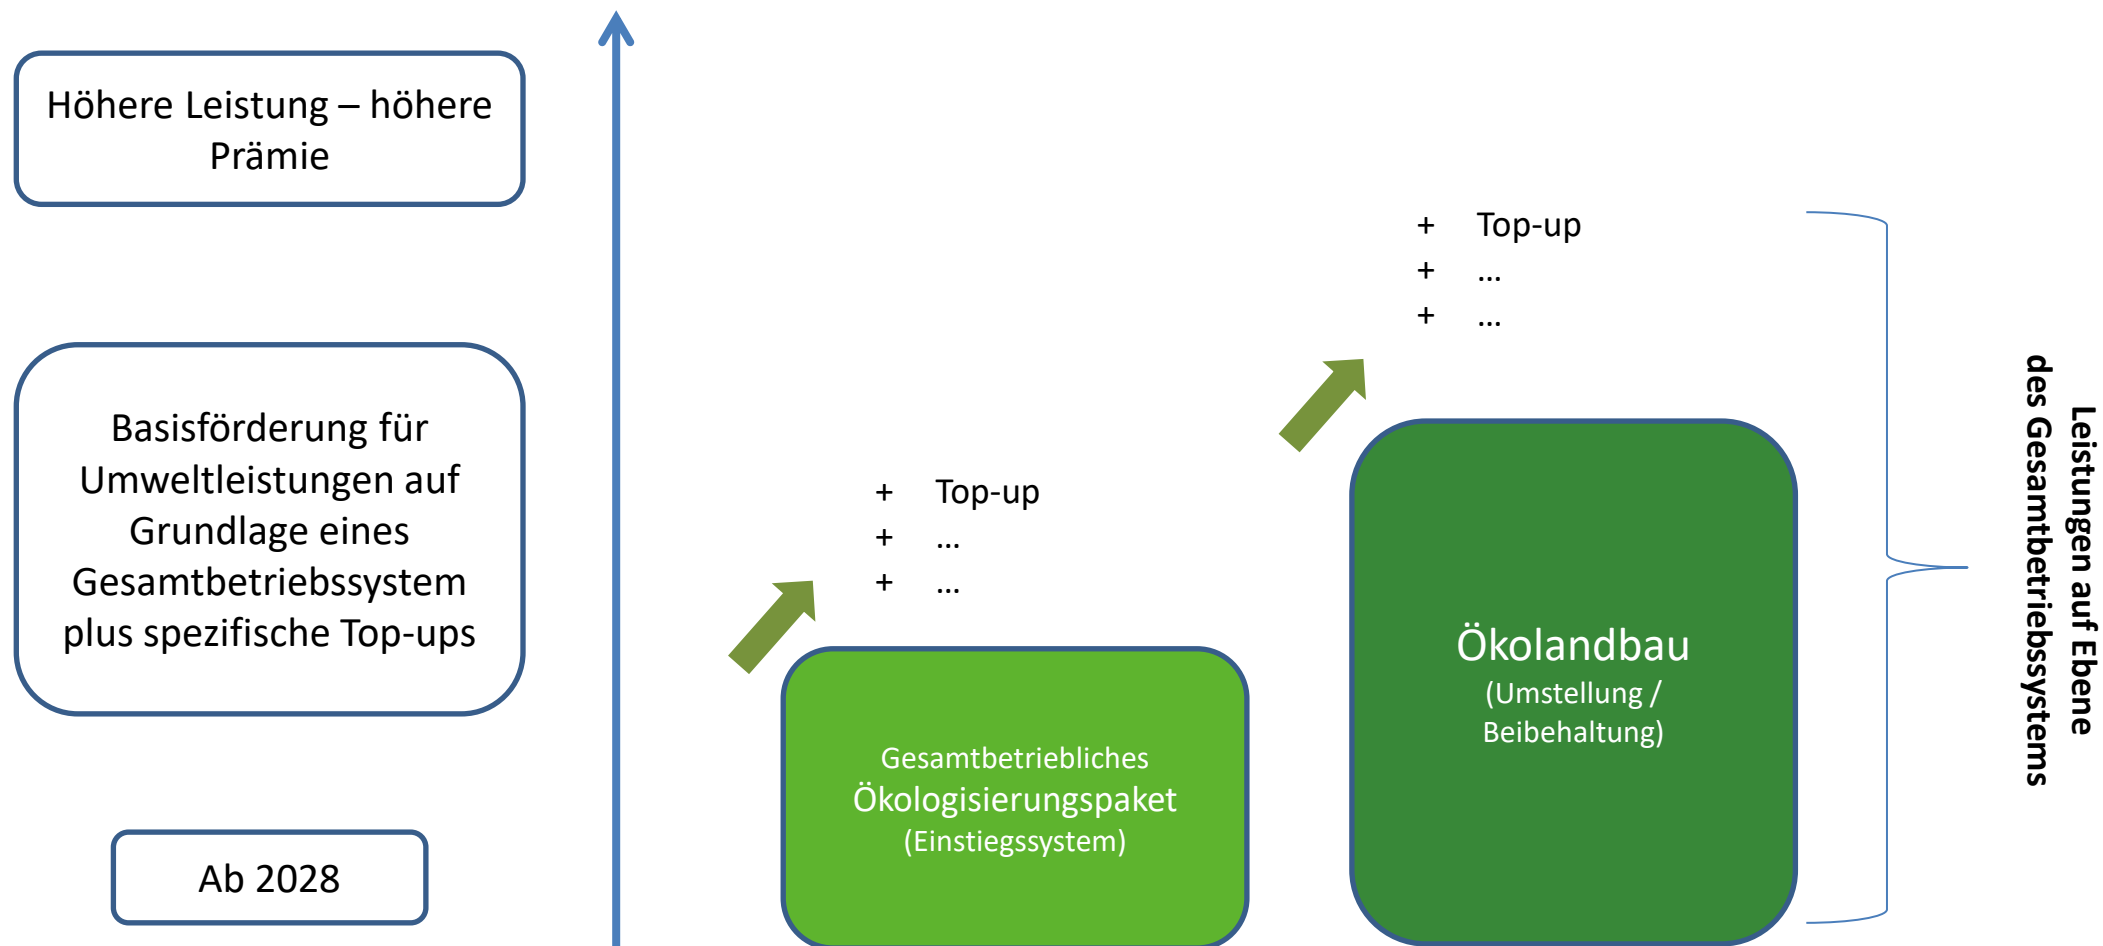 Höhere Leistung – höhere
Prämie
Basisförderung für
Umweltleistungen auf
Grundlage eines
Gesamtbetriebssystem
plus spezifische Top-ups
Ab 2028
+ Top-up
+ ...
+ ...
Gesamtbetriebliches
Ökologisierungspaket
(Einstiegssystem)
+ Top-up
+ ...
+ ...
Ökolandbau
(Umstellung /
Beibehaltung)
Leistungen auf Ebene
des Gesamtbetriebssystems